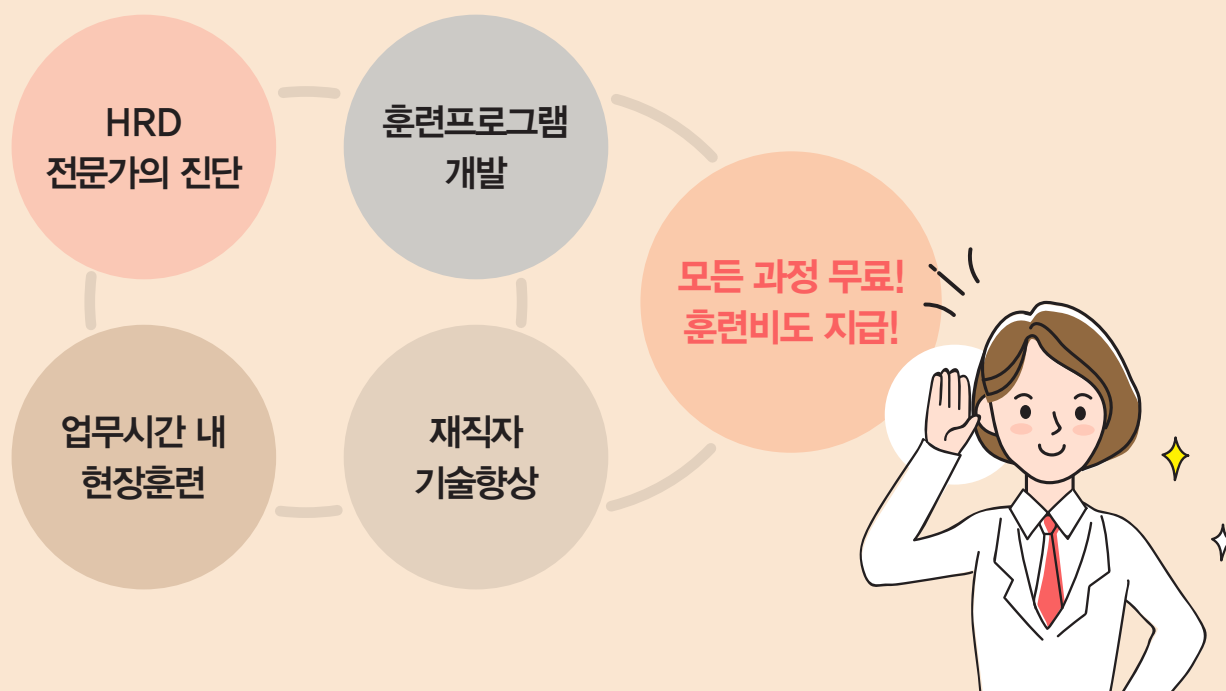 HRD
전문가의 진단
훈련프로그램
개발
모든 과정 무료!
훈련비도 지급!
업무시간 내
현장훈련
재직자
기술향상